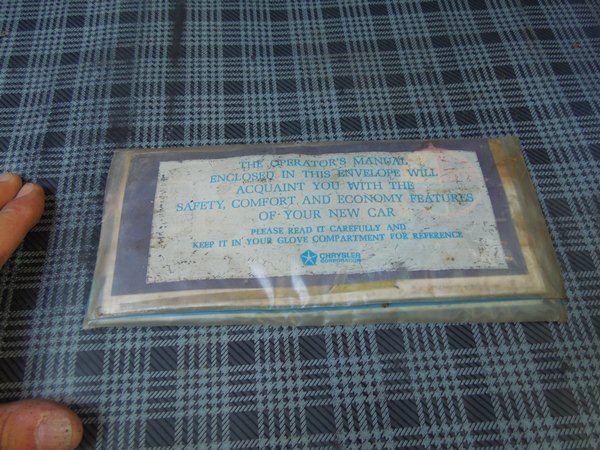 THE OPERATOR'S MANUAL
ENCLOSED IN THIS ENVELOPE WILL
ACQUAINT YOU WITH THE
SAFETY, COMFORT AND ECONOMY FEATURES
OF YOUR NEW CAR
PLEASE READ IT CAREFULLY AND
KEEP IT IN YOUR GLOVE COMPARTMENT FOR REFERENCE
CHRYSLER
CORPORATION